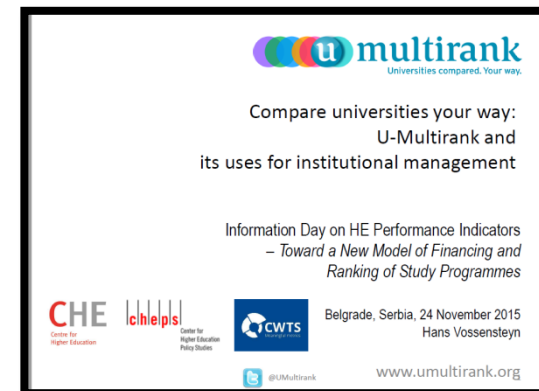 u multirank
Universities compared. Your way.
Compare universities your way:
U-Multirank and
its uses for institutional management
Information Day on HE Performance Indicators
– Toward a New Model of Financing and
Ranking of Study Programmes
CHE
Centre for
Higher Education
cheps
Center for
Higher Education
Policy Studies
CWTS
Belgrade, Serbia, 24 November 2015
Hans Vossensteyn
@UMultirank
www.umultirank.org